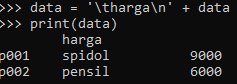 >>> data = '\tharga\n' + data
>>> print(data)
        harga
p001    spidol          9000
p002    pensil          6000